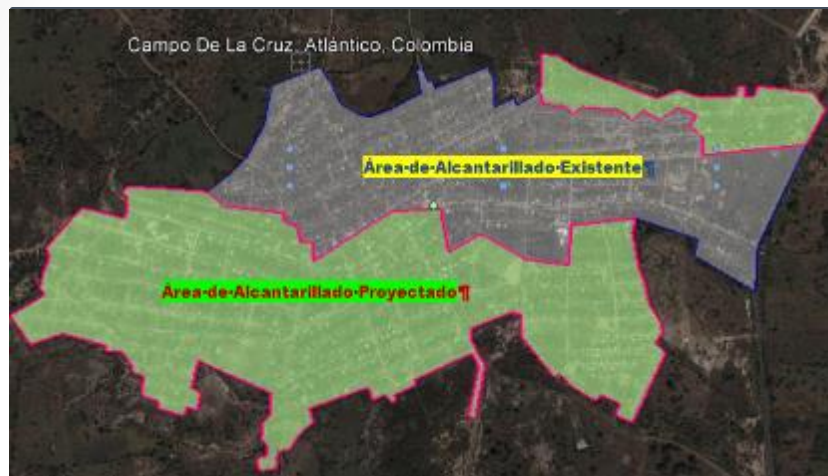 Campo De La Cruz, Atlántico, Colombia
Área·de·Alcantarillado·Existente¶
Área·de·Alcantarillado·Proyectado¶